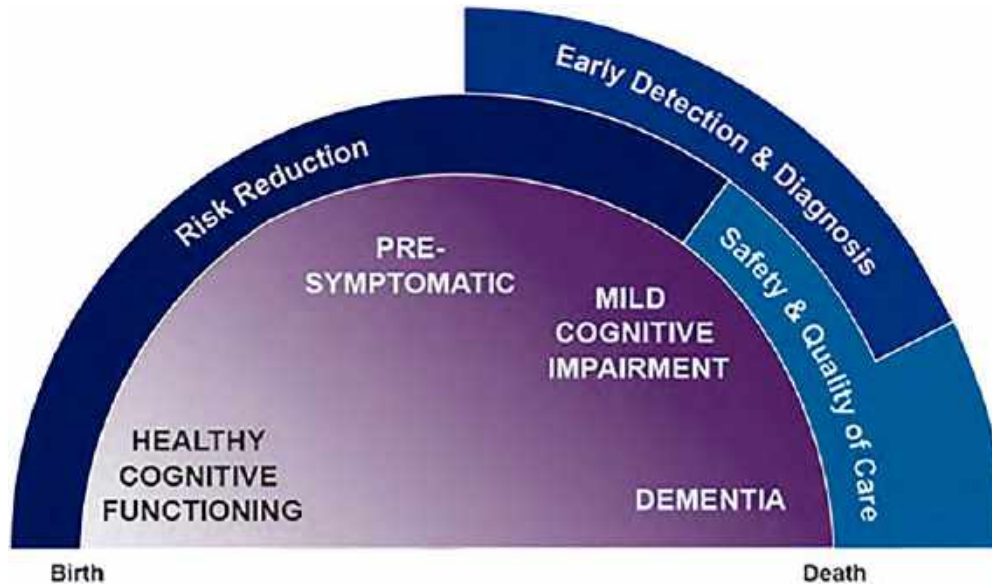 Early Detection & Diagnosis
Risk Reduction
Safety & Quality of Care
PRE-
SYMPTOMATIC
MILD
COGNITIVE
IMPAIRMENT
HEALTHY
COGNITIVE
FUNCTIONING
DEMENTIA
Birth
Death